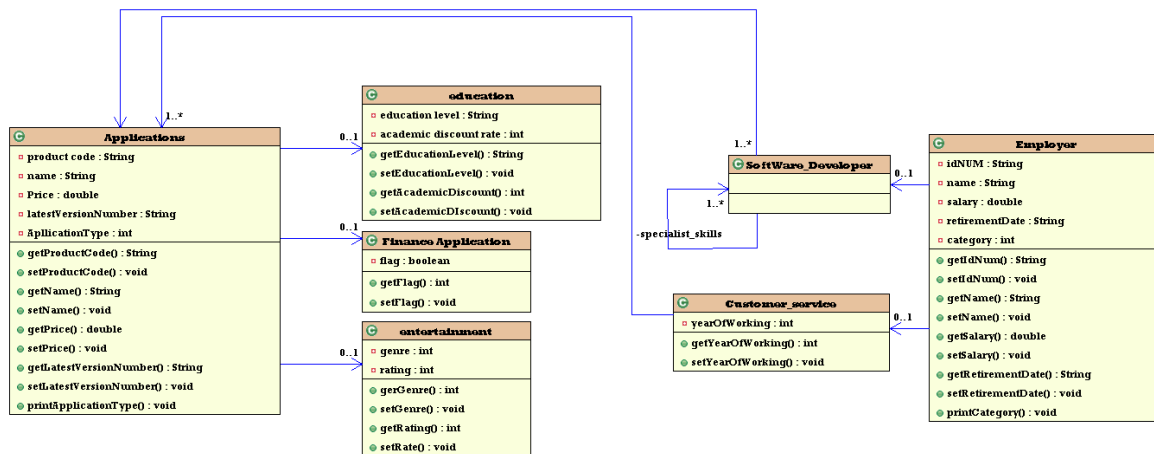 Applications
product code : String
name : String
Price : double
latestVersionNumber : String
ApllicationType : int
getProductCode() : String
setProductCode() : void
getName() : String
setName() : void
getPrice() : double
setPrice() : void
getLatestVersionNumber() : String
setLatestVersionNumber() : void
printApplicationType() : void
1..*
0..1
0..1
0..1
education
education level : String
academic discount rate : int
getEducationLevel() : String
setEducationLevel() : void
getAcademicDiscount() : int
setAcademicDIscount() : void
Finance Application
flag : boolean
getFlag() : int
setFlag() : void
entertainment
genre : int
rating : int
gerGenre() : int
setGenre() : void
getRating() : int
setRate() : void
1..*
SoftWare_Developer
1..*
-specialist_skills
0..1
Customer_service
yearOfWorking : int
getYearOfWorking() : int
setYearOfWorking() : void
0..1
Employer
idNUM : String
name : String
salary : double
retirementDate : String
category : int
getIdNum() : String
setIdNum() : void
getName() : String
setName() : void
getSalary() : double
setSalary() : void
getRetirementDate() : String
setRetirementDate() : void
printCategory() : void